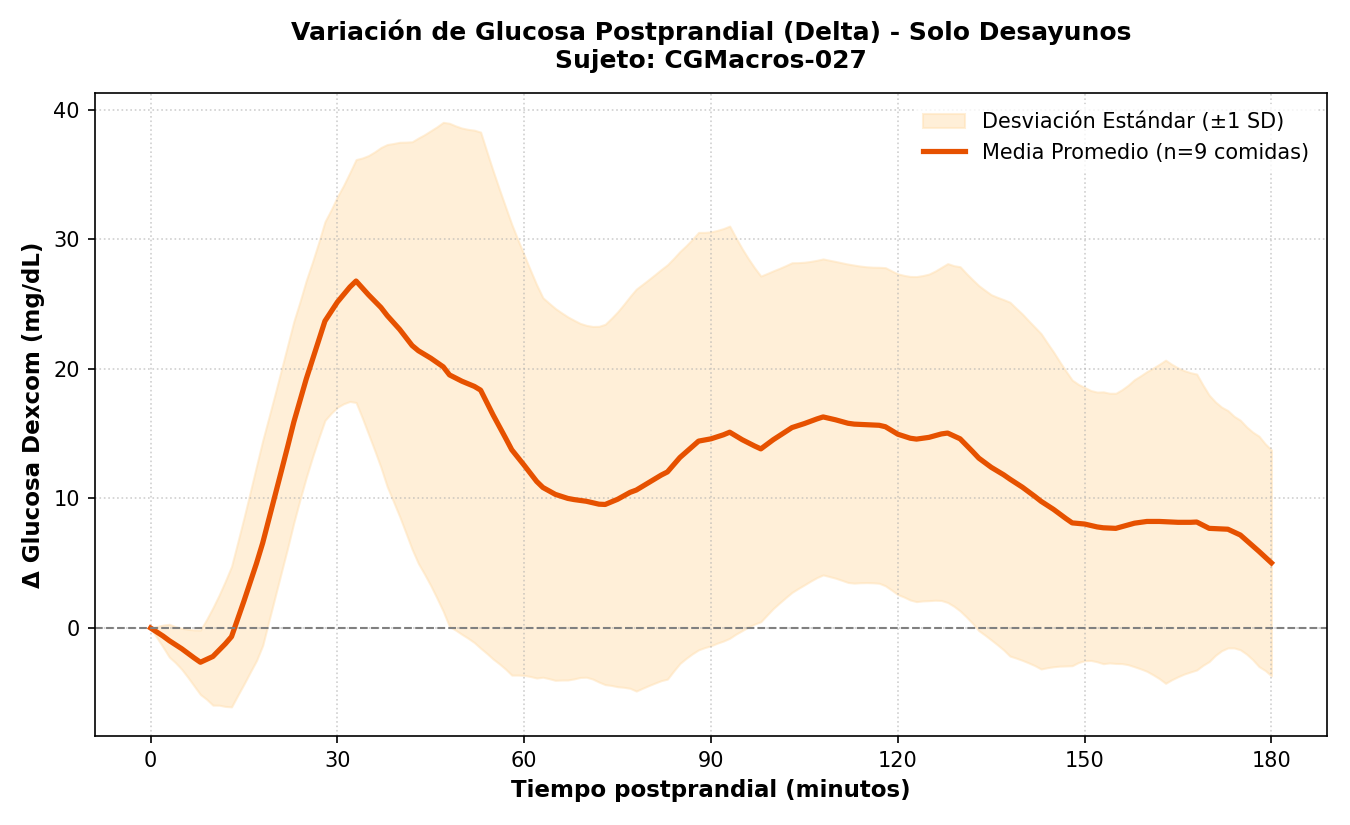 Variación de Glucosa Postprandial (Delta) - Solo Desayunos
Sujeto: CGMacros-027
Desviación Estándar (±1 SD)
Media Promedio (n=9 comidas)
Δ Glucosa Dexcom (mg/dL)
40
30
20
10
0
0 30 60 90 120 150 180
Tiempo postprandial (minutos)